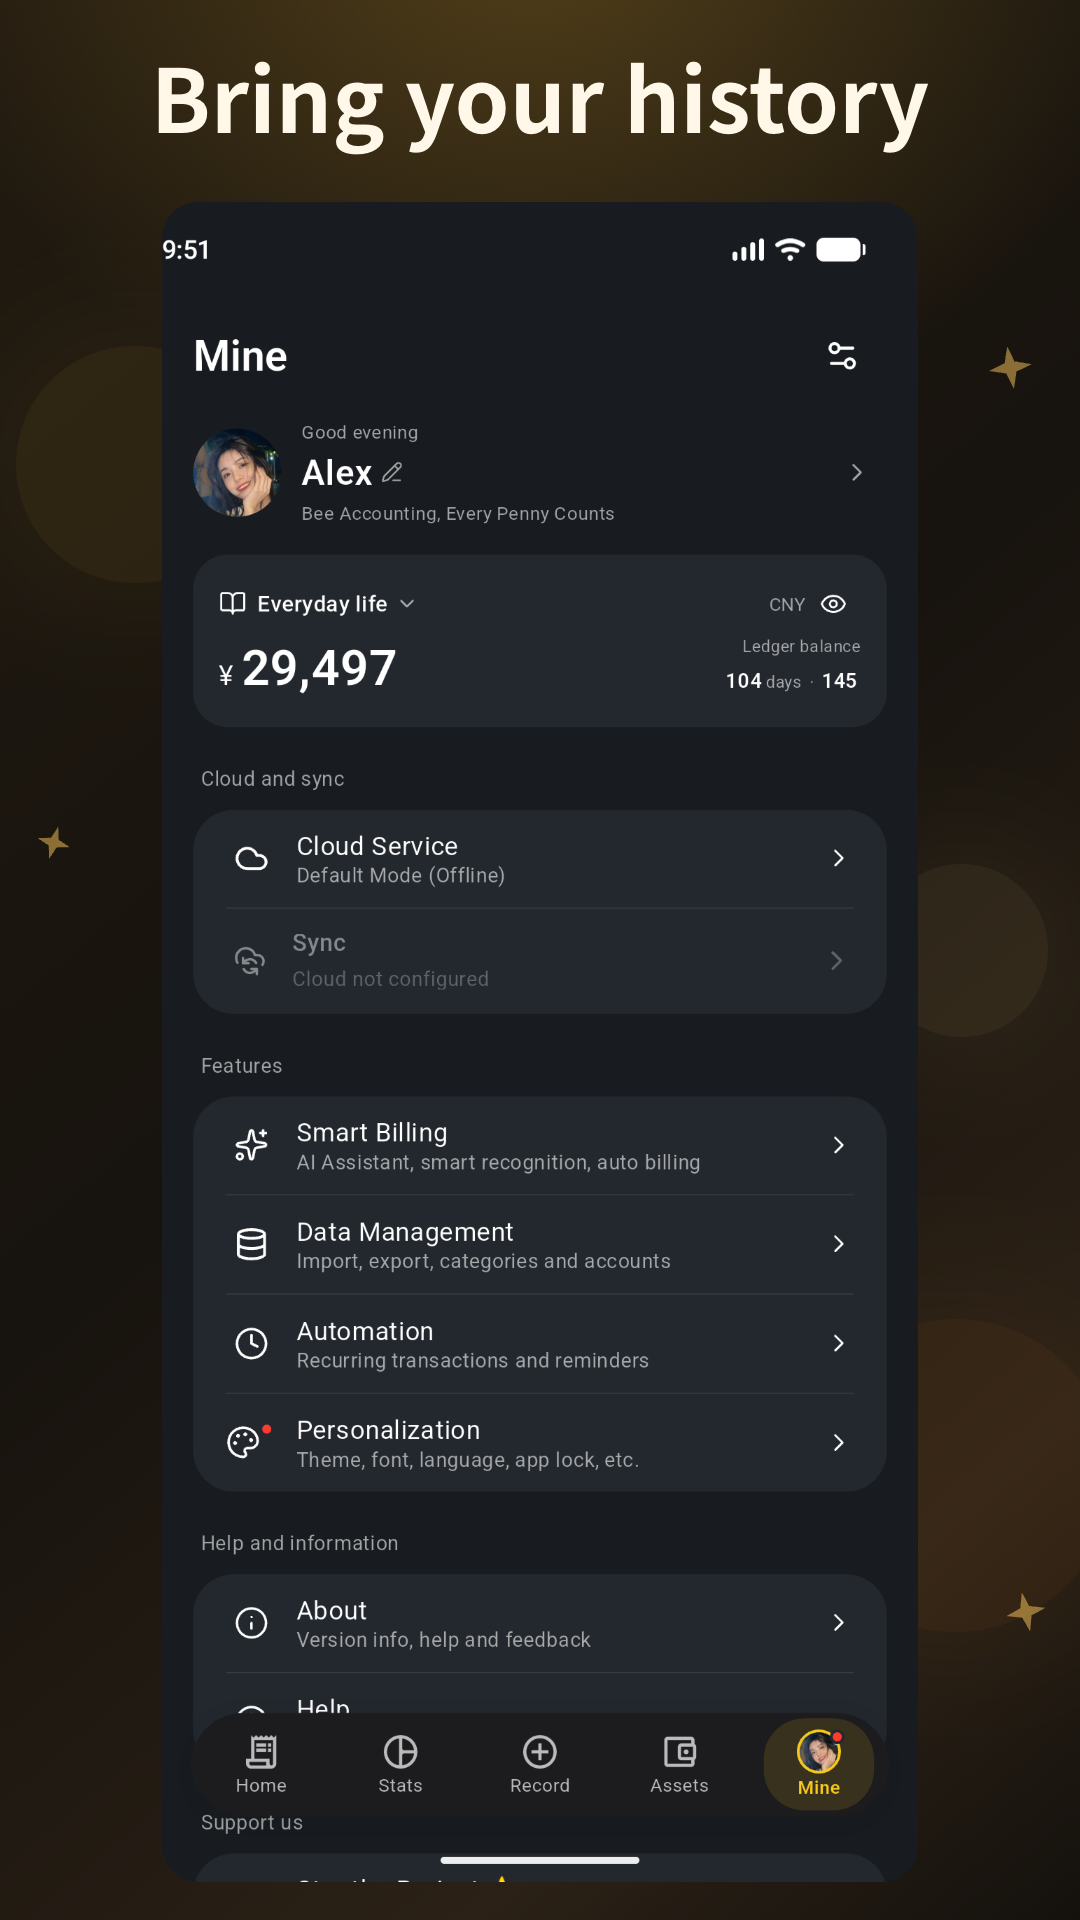 Bring your history
9:51
Mine
Good evening
Alex
Bee Accounting, Every Penny Counts
Everyday life
CNY
¥ 29,497
Ledger balance
104 days · 145
Cloud and sync
Cloud Service
Default Mode (Offline)
Sync
Cloud not configured
Features
Smart Billing
AI Assistant, smart recognition, auto billing
Data Management
Import, export, categories and accounts
Automation
Recurring transactions and reminders
Personalization
Theme, font, language, app lock, etc.
Help and information
About
Version info, help and feedback
Help
Home
Stats
Record
Assets
Mine
Support us